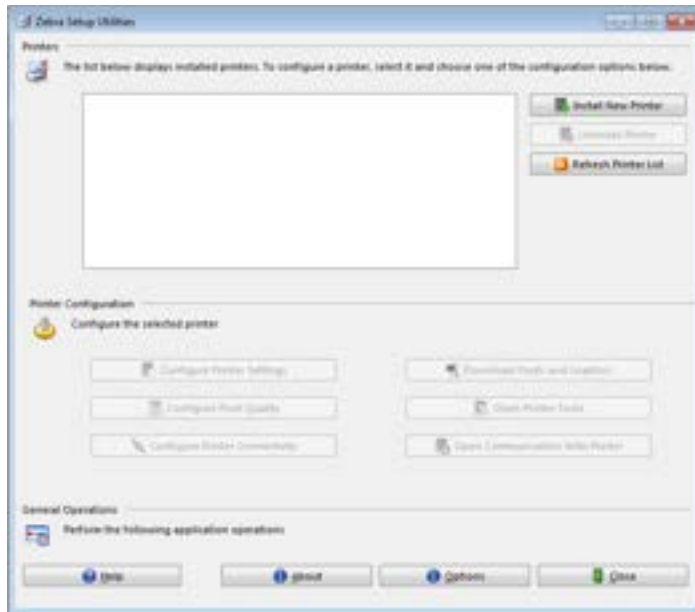 Zebra Setup Utilities
Printers
The list below displays installed printers. To configure a printer, select it and choose one of the configuration options below.
Install New Printer
Uninstall Printer
Refresh Printer List
Printer Configuration
Configure the selected printer
Configure Printer Settings
Download Fonts and Graphics
Configure Print Quality
Open Printer Tools
Configure Printer Connectivity
Open Communication With Printer
General Operations
Perform the following application operations
Help
About
Options
Close